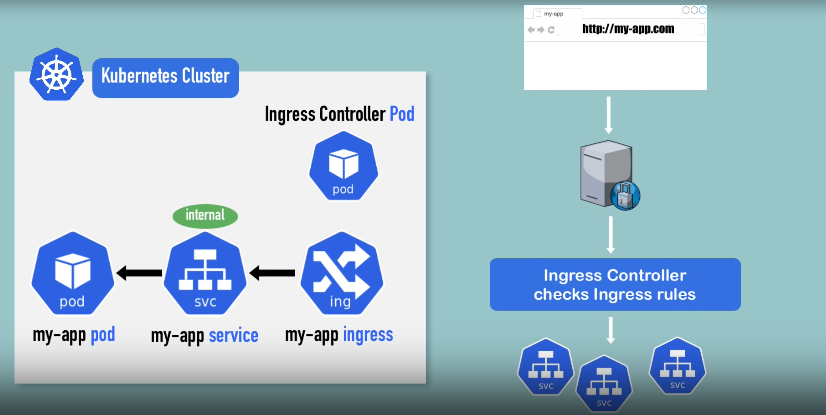 my-app
http://my-app.com
Kubernetes Cluster
Ingress Controller Pod
pod
internal
pod
svc
ing
my-app pod
my-app service
my-app ingress
Ingress Controller
checks Ingress rules
svc
svc
svc